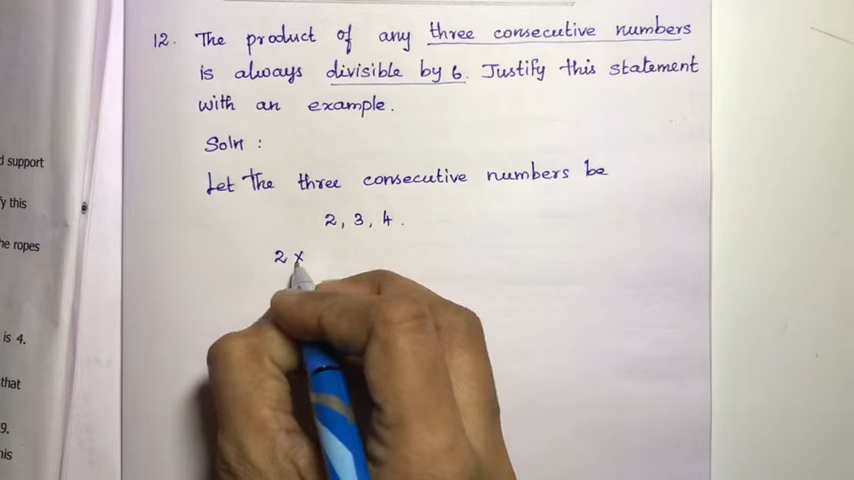 d support
fy this
he ropes
is 4.
that
9.
his
12. The product of any three consecutive numbers
is always divisible by 6. Justify this statement
with an example.
Soln :
Let the three consecutive numbers be
2, 3, 4.
2 x